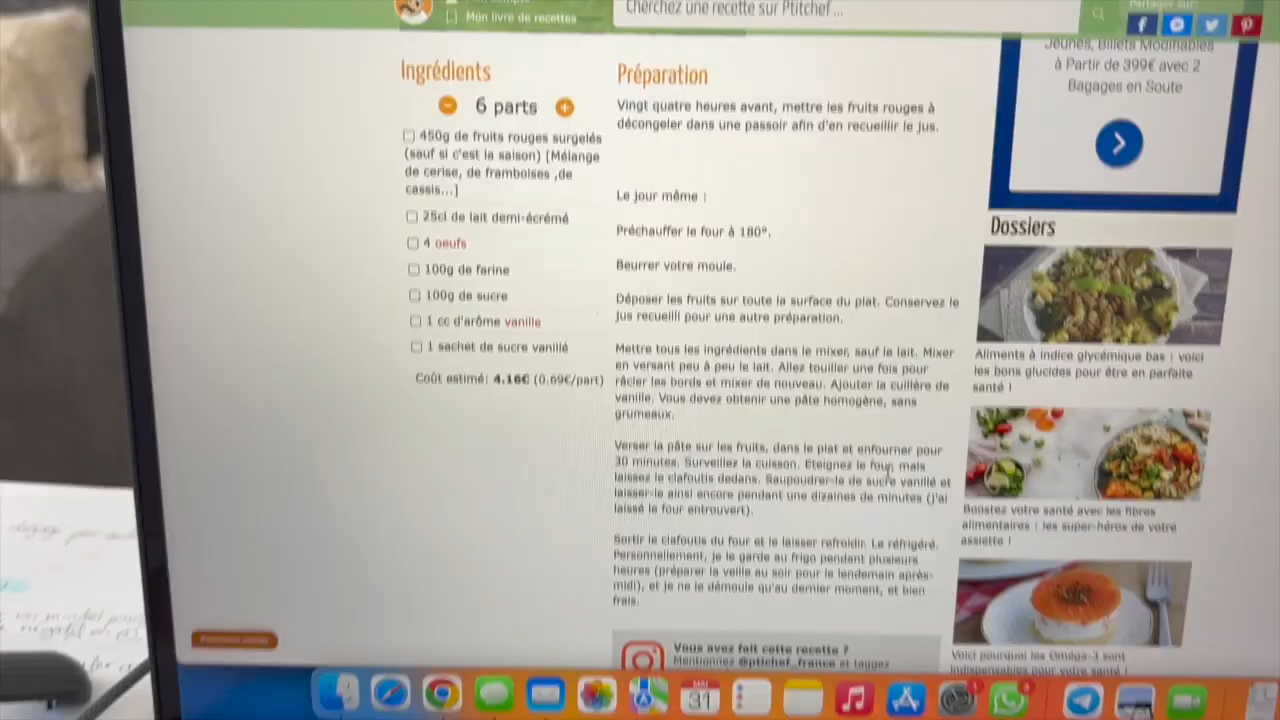 Mon livre de recettes
Cherchez une recette sur Ptitchef ...
Partager sur
Ingrédients
6 parts
450g de fruits rouges surgelés
(sauf si c'est la saison) [Mélange
de cerise, de framboises ,de
cassis...]
25cl de lait demi-écrémé
4 oeufs
100g de farine
100g de sucre
1 cc d'arôme vanille
1 sachet de sucre vanillé
Coût estimé: 4.16€ (0.69€/part)
Préparation
Vingt quatre heures avant, mettre les fruits rouges à
décongeler dans une passoir afin d'en recueillir le jus.
Le jour même :
Préchauffer le four à 180°.
Beurrer votre moule.
Déposer les fruits sur toute la surface du plat. Conservez le
jus recueilli pour une autre préparation.
Mettre tous les ingrédients dans le mixer, sauf le lait. Mixer
en versant peu à peu le lait. Allez touiller une fois pour
râcler les bords et mixer de nouveau. Ajouter la cuillère de
vanille. Vous devez obtenir une pâte homogène, sans
grumeaux.
Verser la pâte sur les fruits, dans le plat et enfourner pour
30 minutes. Surveillez la cuisson. Eteignez le four, mais
laissez le clafoutis dedans. Saupoudrer-le de sucre vanillé et
laisser-le ainsi encore pendant une dizaines de minutes (j'ai
laissé le four entrouvert).
Sortir le clafoutis du four et le laisser refroidir. Le réfrigéré.
Personnellement, je le garde au frigo pendant plusieurs
heures (préparer la veille au soir pour le lendemain après-
midi), et je ne le démoule qu'au dernier moment, et bien
frais.
Vous avez fait cette recette ?
Mentionnez @ptichef_france et taggez
Jeunes, Billets Modifiables
à Partir de 399€ avec 2
Bagages en Soute
Dossiers
Aliments à indice glycémique bas : voici
les bons glucides pour être en parfaite
santé !
Boostez votre santé avec les fibres
alimentaires : les super-héros de votre
assiette !
Voici pourquoi les Oméga-3 sont
indispensables pour votre santé !
MAI
31